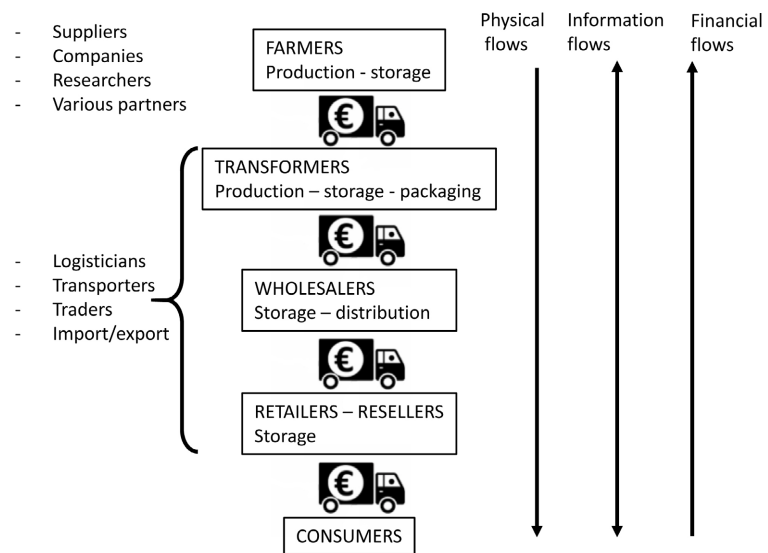 - Suppliers
- Companies
- Researchers
- Various partners
FARMERS
Production - storage
Physical
flows
Information
flows
Financial
flows
€
TRANSFORMERS
Production – storage - packaging
€
- Logisticians
- Transporters
- Traders
- Import/export
WHOLESALERS
Storage – distribution
€
RETAILERS – RESELLERS
Storage
€
CONSUMERS